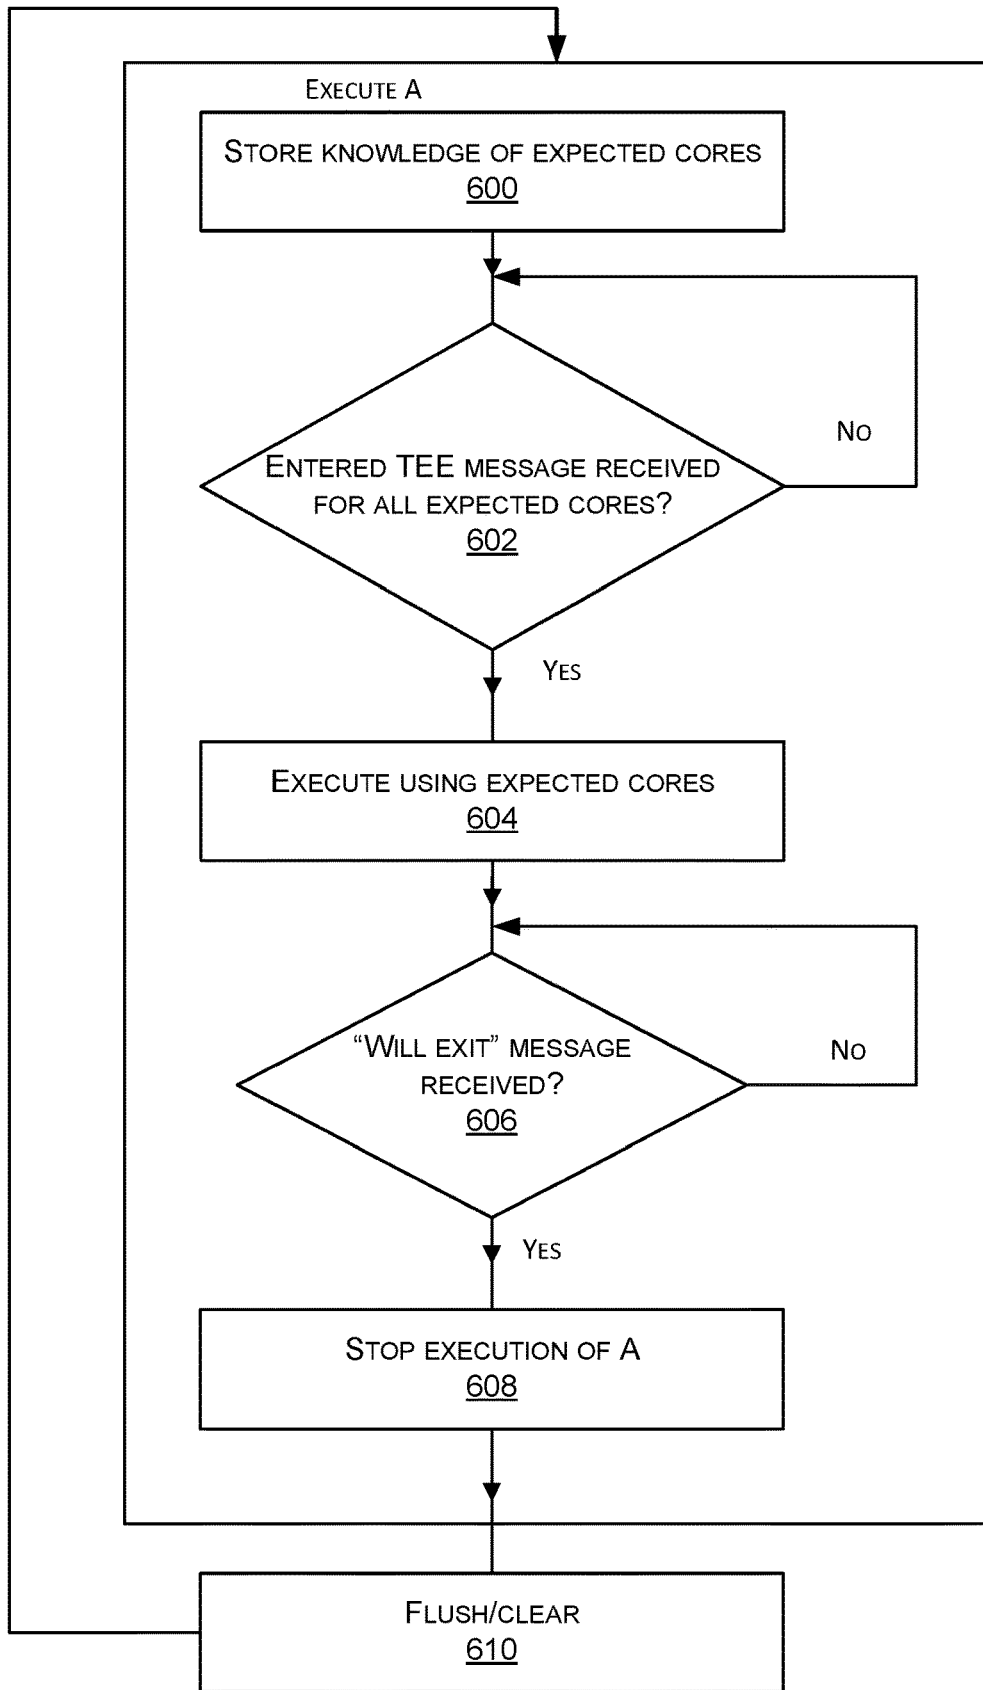 EXECUTE A
STORE KNOWLEDGE OF EXPECTED CORES
600
ENTERED TEE MESSAGE RECEIVED
FOR ALL EXPECTED CORES?
602
NO
YES
EXECUTE USING EXPECTED CORES
604
“WILL EXIT” MESSAGE
RECEIVED?
606
NO
YES
STOP EXECUTION OF A
608
FLUSH/CLEAR
610